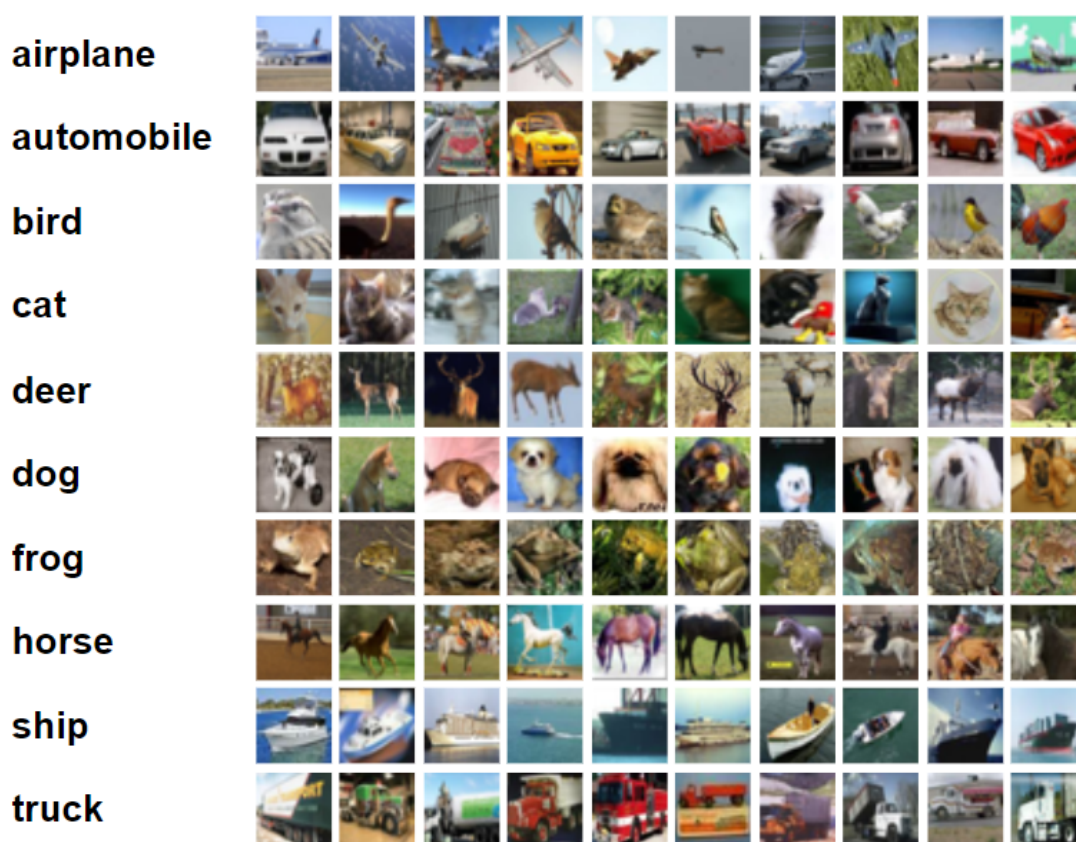 airplane
automobile
bird
cat
deer
dog
frog
horse
ship
truck